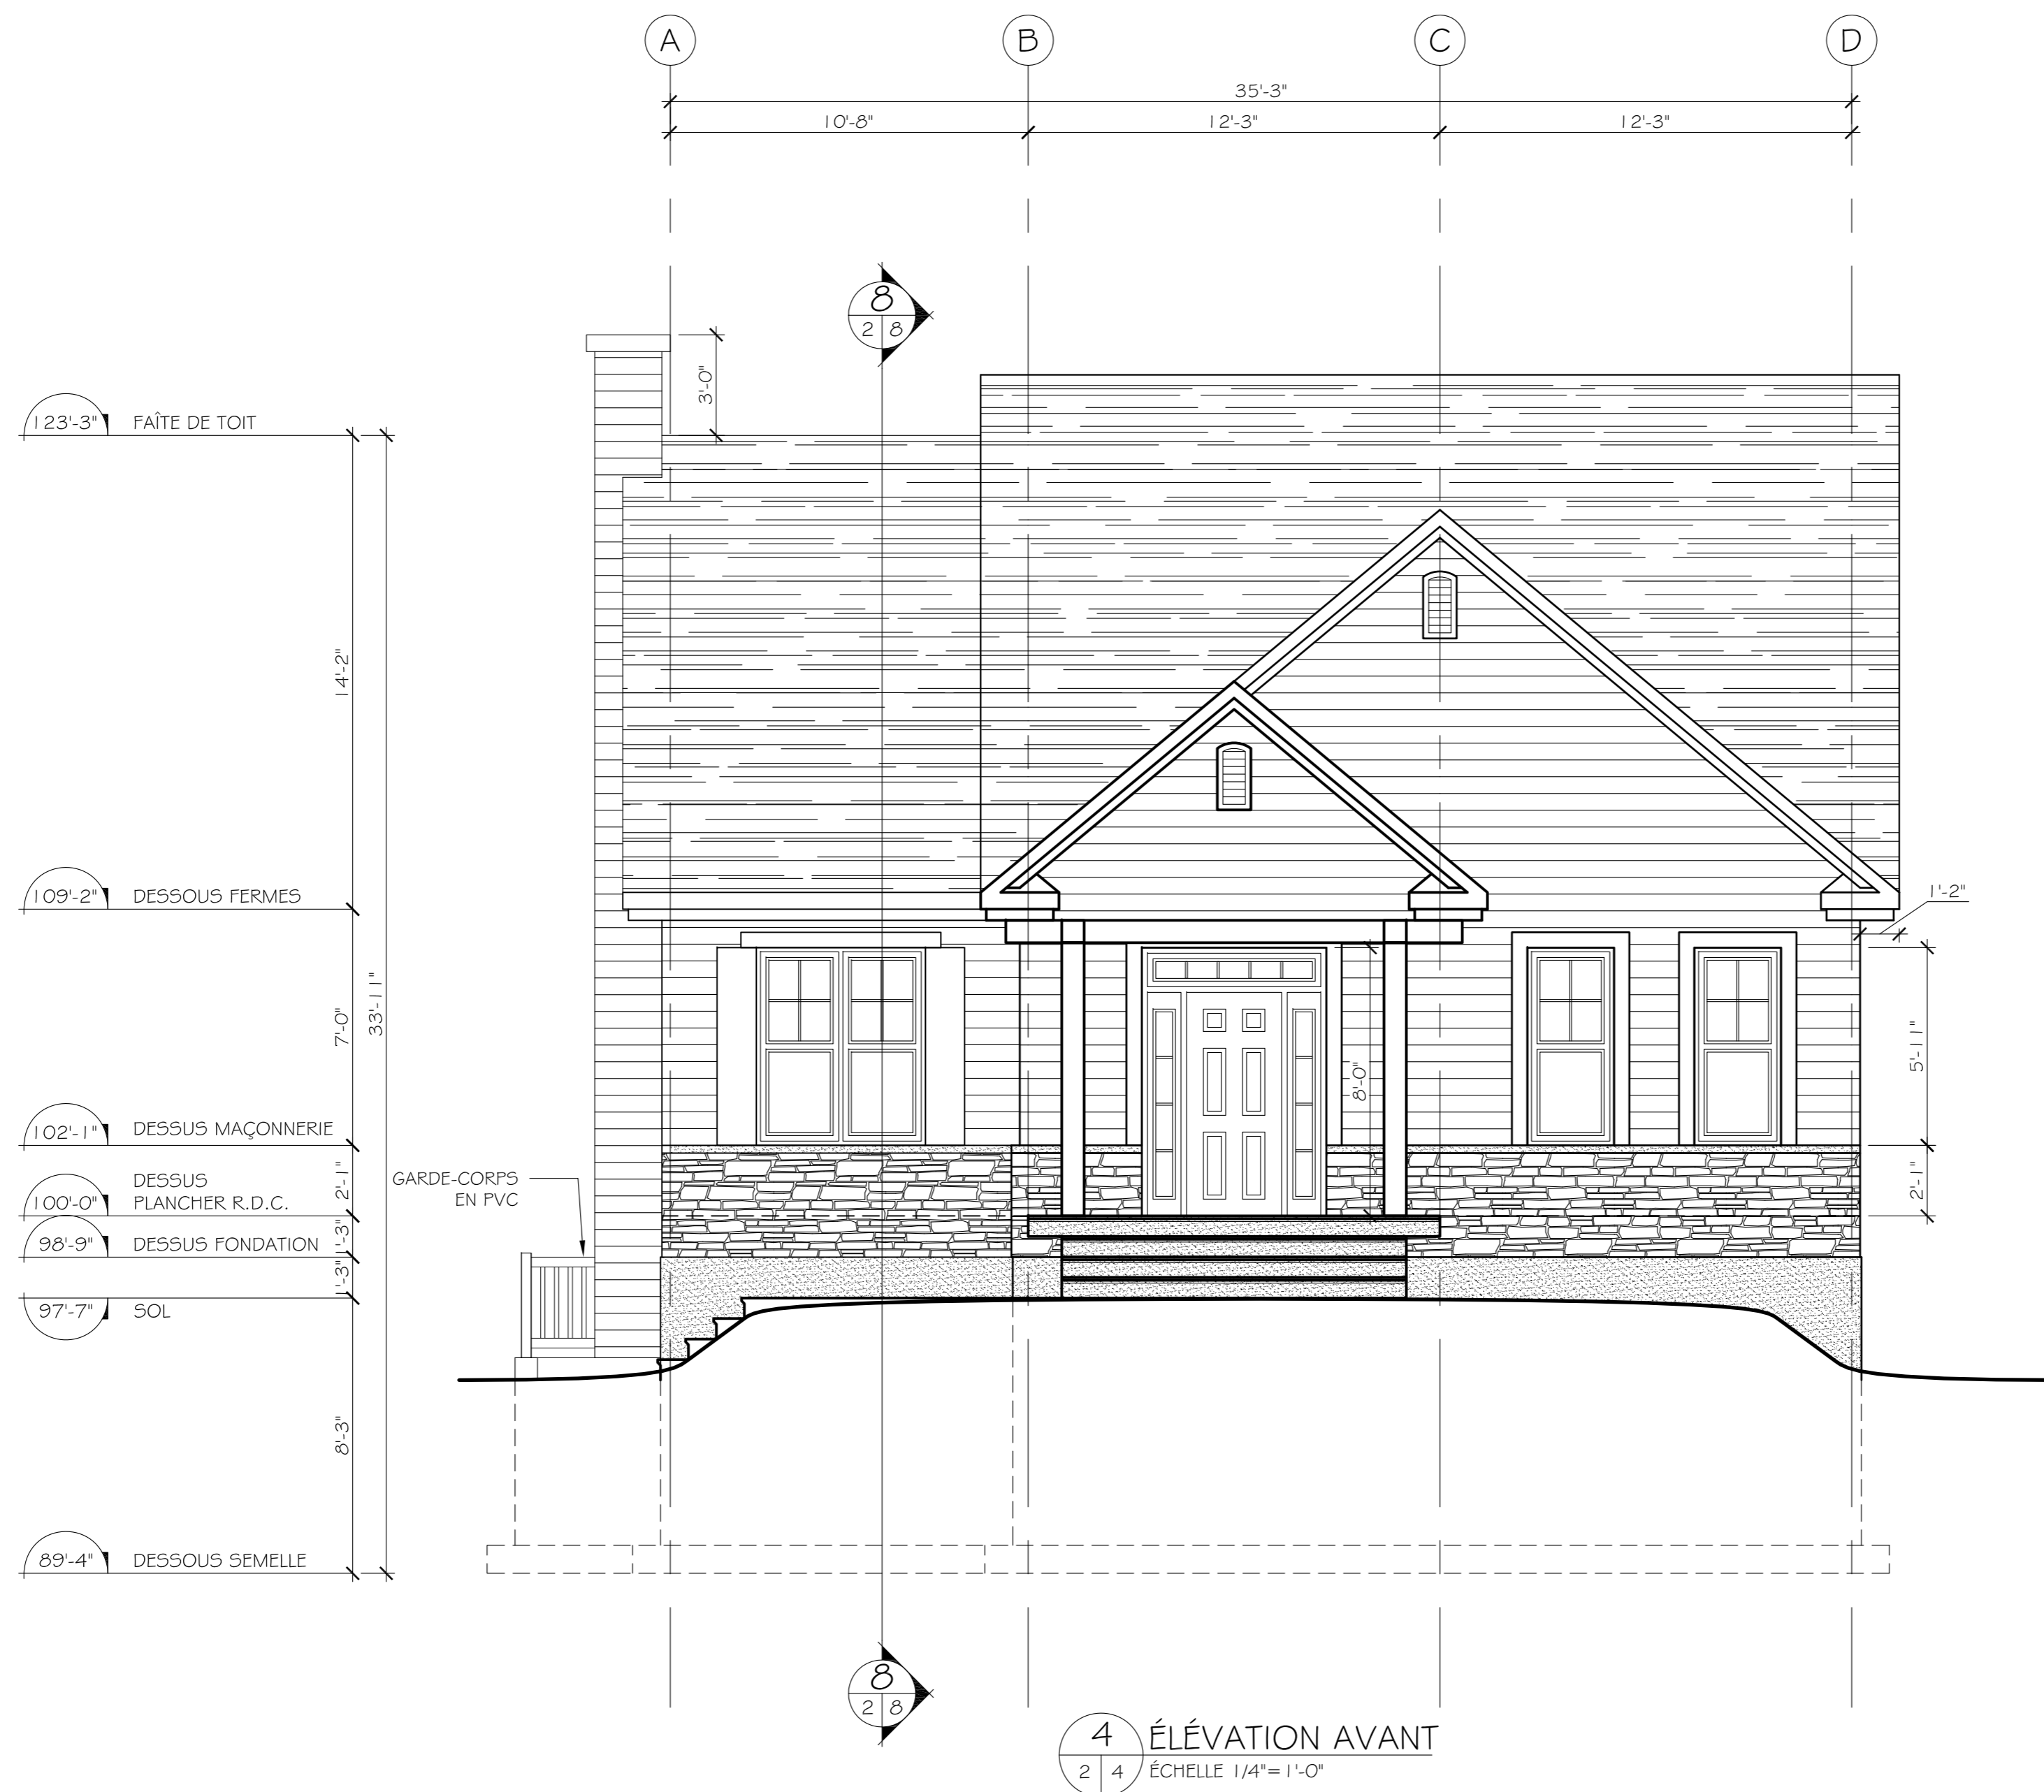 A
B
C
D
35'-3"
10'-8"
12'-3"
12'-3"
8
2 8
3'-0"
123'-3" FAÎTE DE TOIT
14'-2"
109'-2" DESSOUS FERMES
1'-2"
7'-0"
33'-11"
8'-0"
5'-11"
102'-1" DESSUS MAÇONNERIE
2'-1"
2'-1"
DESSUS
100'-0" PLANCHER R.D.C.
GARDE-CORPS
EN PVC
1'-3"
98'-9" DESSUS FONDATION
1'-3"
97'-7" SOL
8'-3"
89'-4" DESSOUS SEMELLE
8
2 8
4 ÉLÉVATION AVANT
2 4 ÉCHELLE 1/4"=1'-0"